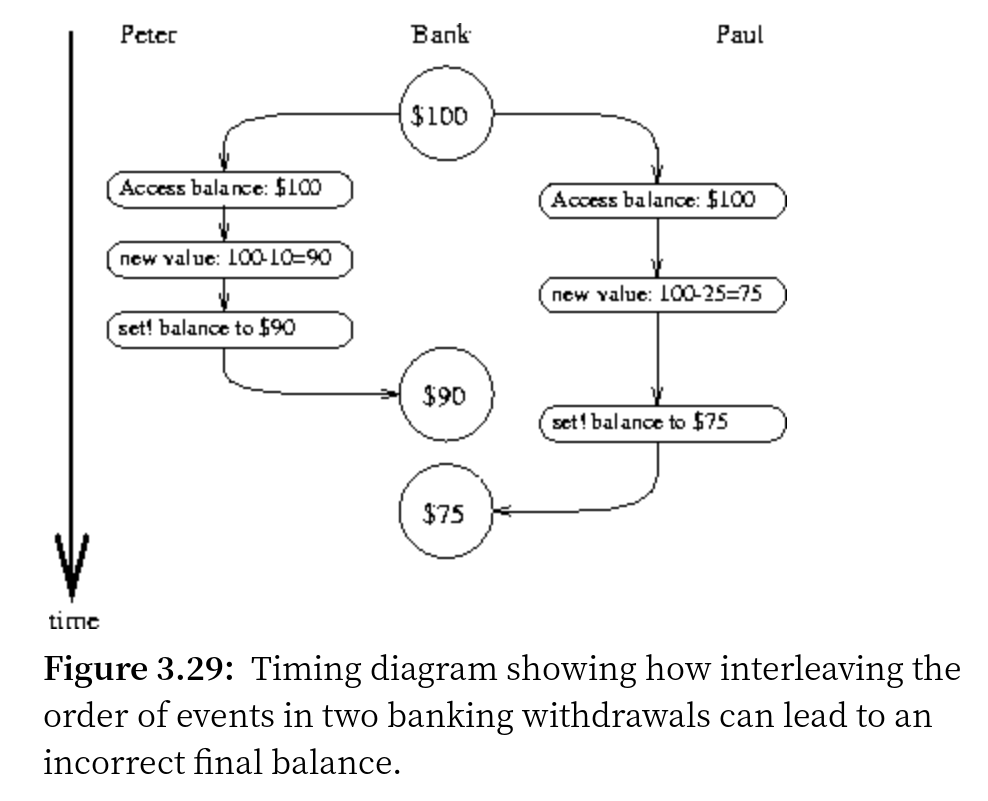 Peter Bank Paul
$100
Access balance: $100
Access balance: $100
new value: 100-10=90
new value: 100-25=75
set! balance to $90
$90
set! balance to $75
$75
time
Figure 3.29: Timing diagram showing how interleaving the
order of events in two banking withdrawals can lead to an
incorrect final balance.